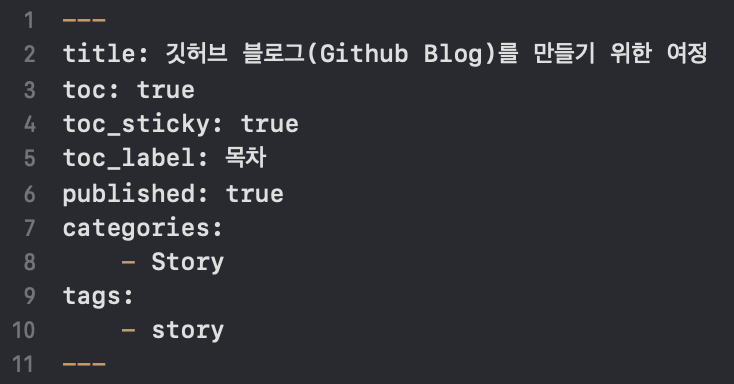 1 ---
2 title: 깃허브 블로그(Github Blog)를 만들기 위한 여정
3 toc: true
4 toc_sticky: true
5 toc_label: 목차
6 published: true
7 categories:
8     - Story
9 tags:
10     - story
11 ---